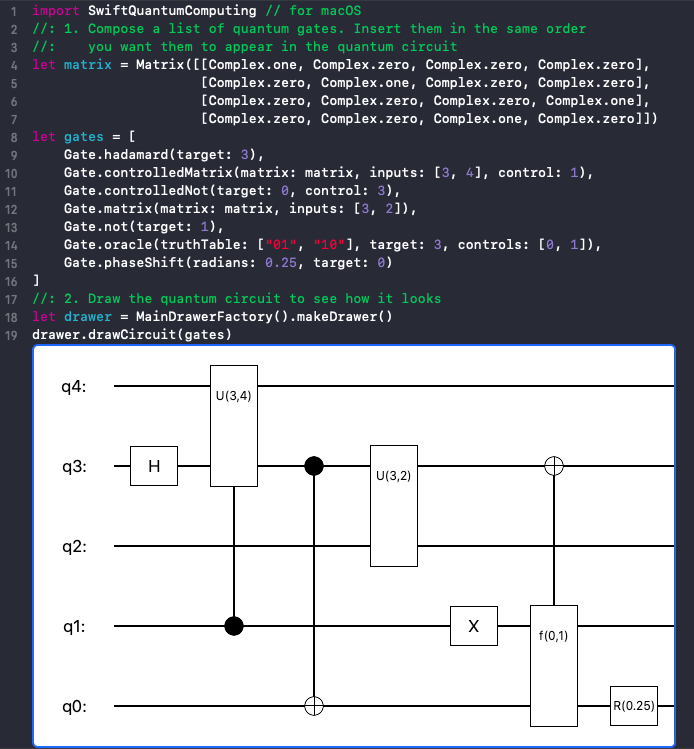 1 import SwiftQuantumComputing // for macOS
2 //: 1. Compose a list of quantum gates. Insert them in the same order
3 //:    you want them to appear in the quantum circuit
4 let matrix = Matrix([[Complex.one, Complex.zero, Complex.zero, Complex.zero],
5                      [Complex.zero, Complex.one, Complex.zero, Complex.zero],
6                      [Complex.zero, Complex.zero, Complex.zero, Complex.one],
7                      [Complex.zero, Complex.zero, Complex.one, Complex.zero]])
8 let gates = [
9     Gate.hadamard(target: 3),
10     Gate.controlledMatrix(matrix: matrix, inputs: [3, 4], control: 1),
11     Gate.controlledNot(target: 0, control: 3),
12     Gate.matrix(matrix: matrix, inputs: [3, 2]),
13     Gate.not(target: 1),
14     Gate.oracle(truthTable: ["01", "10"], target: 3, controls: [0, 1]),
15     Gate.phaseShift(radians: 0.25, target: 0)
16 ]
17 //: 2. Draw the quantum circuit to see how it looks
18 let drawer = MainDrawerFactory().makeDrawer()
19 drawer.drawCircuit(gates)
q4:
U(3,4)
q3:
H
U(3,2)
q2:
q1:
X
f(0,1)
q0:
R(0.25)